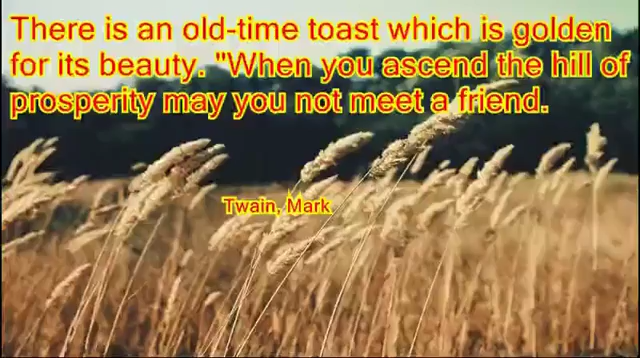 There is an old-time toast which is golden
for its beauty. "When you ascend the hill of
prosperity may you not meet a friend.
Twain, Mark